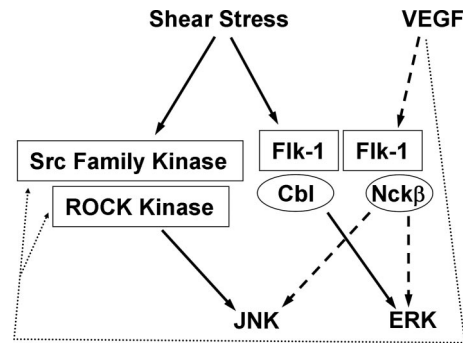 Shear Stress VEGF
Flk-1 Flk-1
Src Family Kinase
Cbl Nckβ
ROCK Kinase
JNK ERK